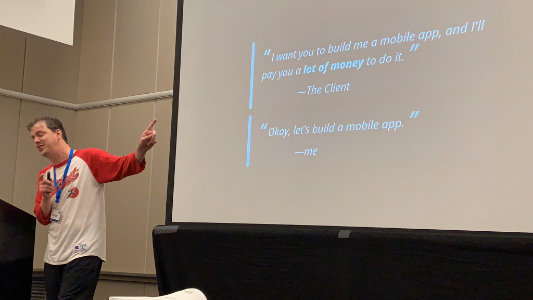 “I want you to build me a mobile app, and I'll
pay you a lot of money to do it. ”
—The Client
“Okay, let's build a mobile app. ”
—me